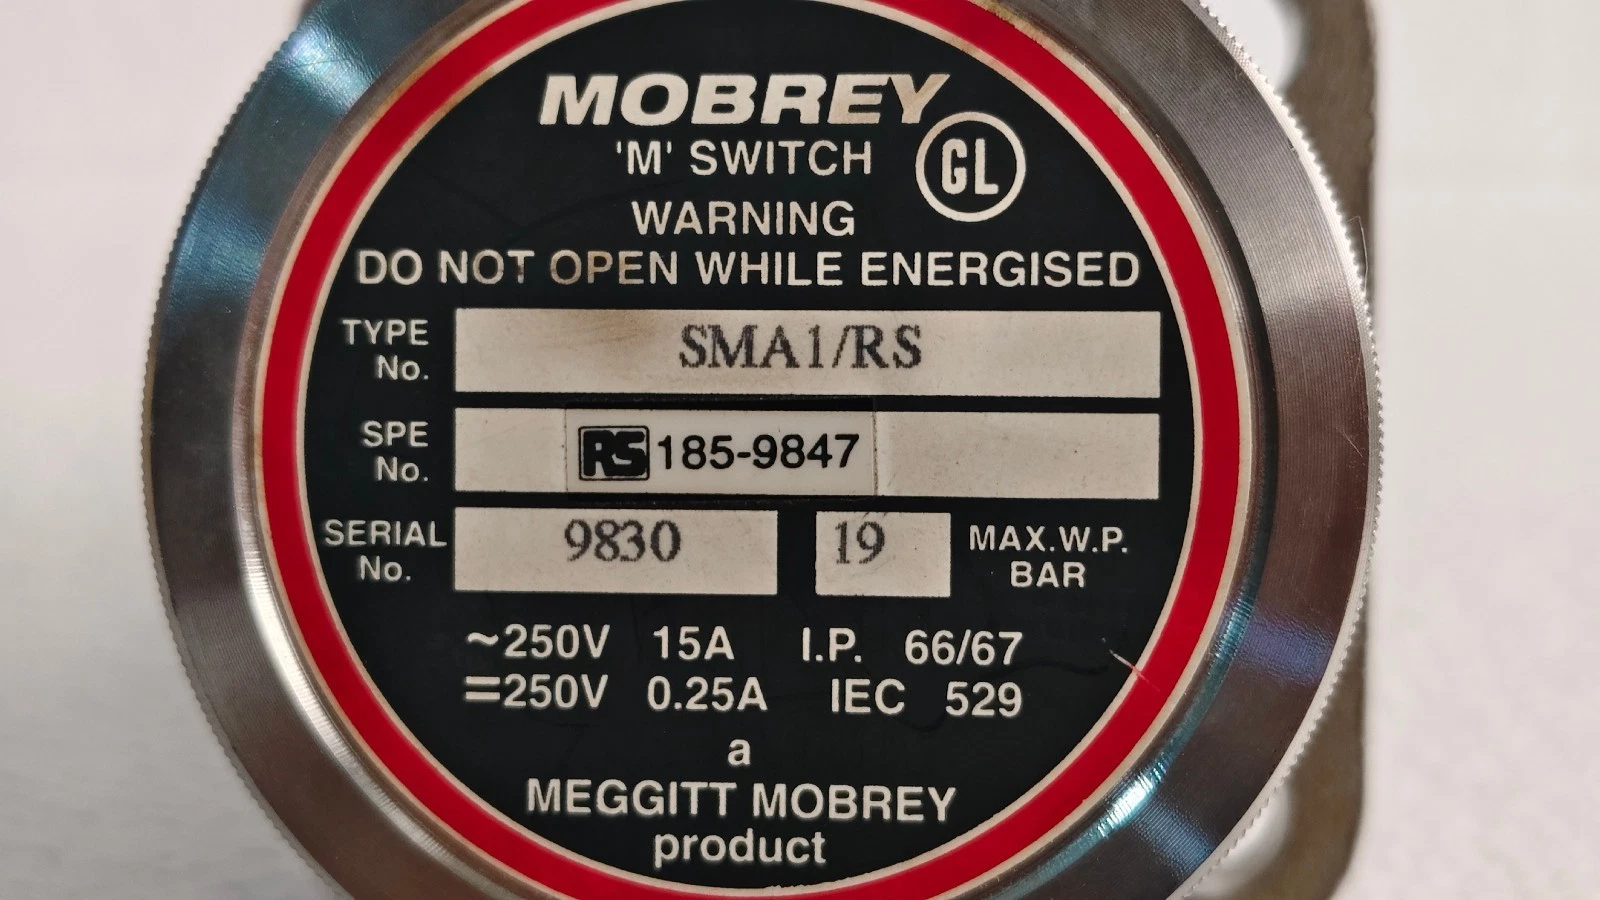 MOBREY
'M' SWITCH
GL
WARNING
DO NOT OPEN WHILE ENERGISED
TYPE No. SMA1/RS
SPE No. RS 185-9847
SERIAL No. 9830 19 MAX.W.P. BAR
~250V 15A I.P. 66/67
=250V 0.25A IEC 529
a
MEGGITT MOBREY
product